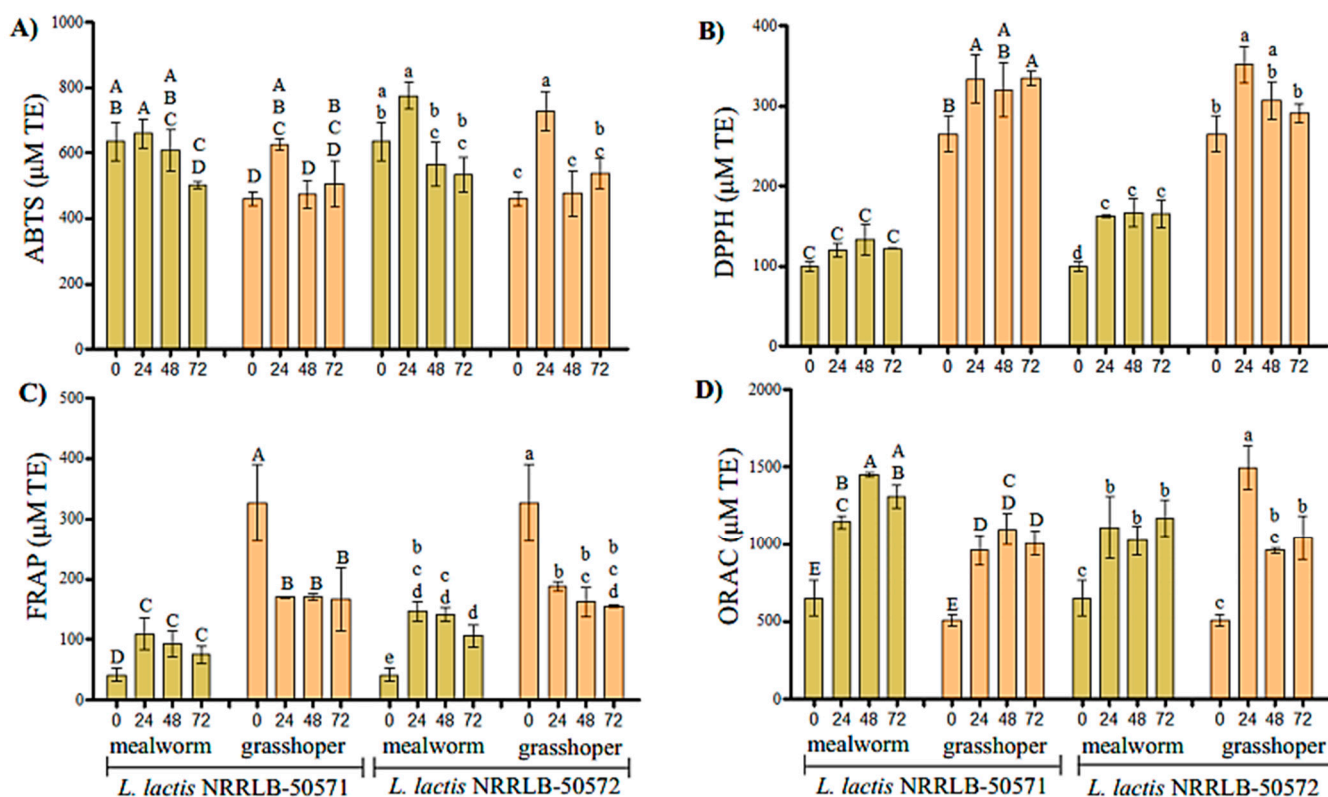 A)
ABTS (µM TE)
1000
800
600
400
200
0
A
B
A
A
B
C
C
D
D
A
B
C
D
B
C
D
a
b
a
b
c
b
c
c
a
c
b
c
0 24 48 72 0 24 48 72 0 24 48 72 0 24 48 72
B)
DPPH (µM TE)
400
300
200
100
0
C C C C
B
A
A
B
A
d c c c
b
a
a
b
b
0 24 48 72 0 24 48 72 0 24 48 72 0 24 48 72
C)
FRAP (µM TE)
500
400
300
200
100
0
D C C C
A B B B
e
b
c
d
b
c
d
a
b
b
c
b
c
d
0 24 48 72 0 24 48 72 0 24 48 72 0 24 48 72
mealworm grasshoper mealworm grasshoper
L. lactis NRRLB-50571 L. lactis NRRLB-50572
D)
ORAC (µM TE)
2000
1500
1000
500
0
E
B
C
A
A
B
E
D
C
D
D
c
b
b
b
c
a
b
c
b
0 24 48 72 0 24 48 72 0 24 48 72 0 24 48 72
mealworm grasshoper mealworm grasshoper
L. lactis NRRLB-50571 L. lactis NRRLB-50572